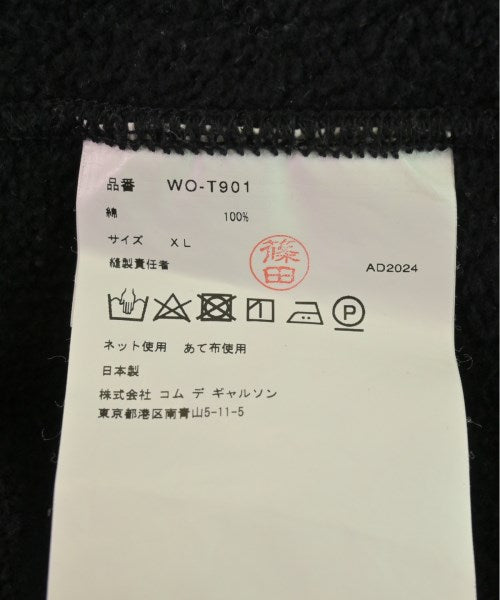 品番 WO-T901
綿 100%
サイズ XL
縫製責任者 篠田 AD2024
P
ネット使用 あて布使用
日本製
株式会社 コム デ ギャルソン
東京都港区南青山5-11-5